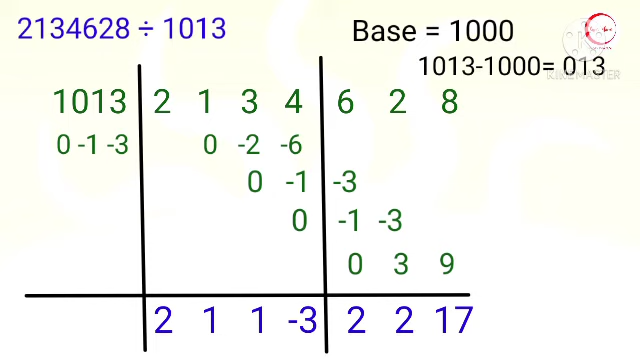 2134628 ÷ 1013
Base = 1000
1013-1000= 013
1013 2 1 3 4 6 2 8
0 -1 -3 0 -2 -6
0 -1 -3
0 -1 -3
0 3 9
2 1 1 -3 2 2 17